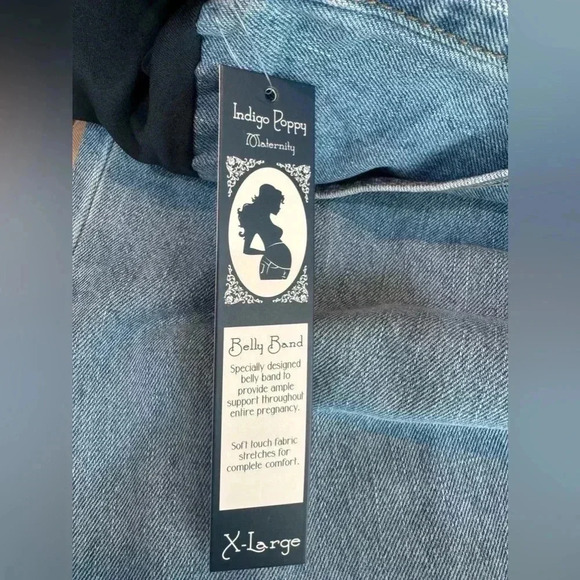 Indigo Poppy
Maternity
Belly Band
Specially designed
belly band to
provide ample
support throughout
entire pregnancy.
Soft touch fabric
stretches for
complete comfort.
X-Large